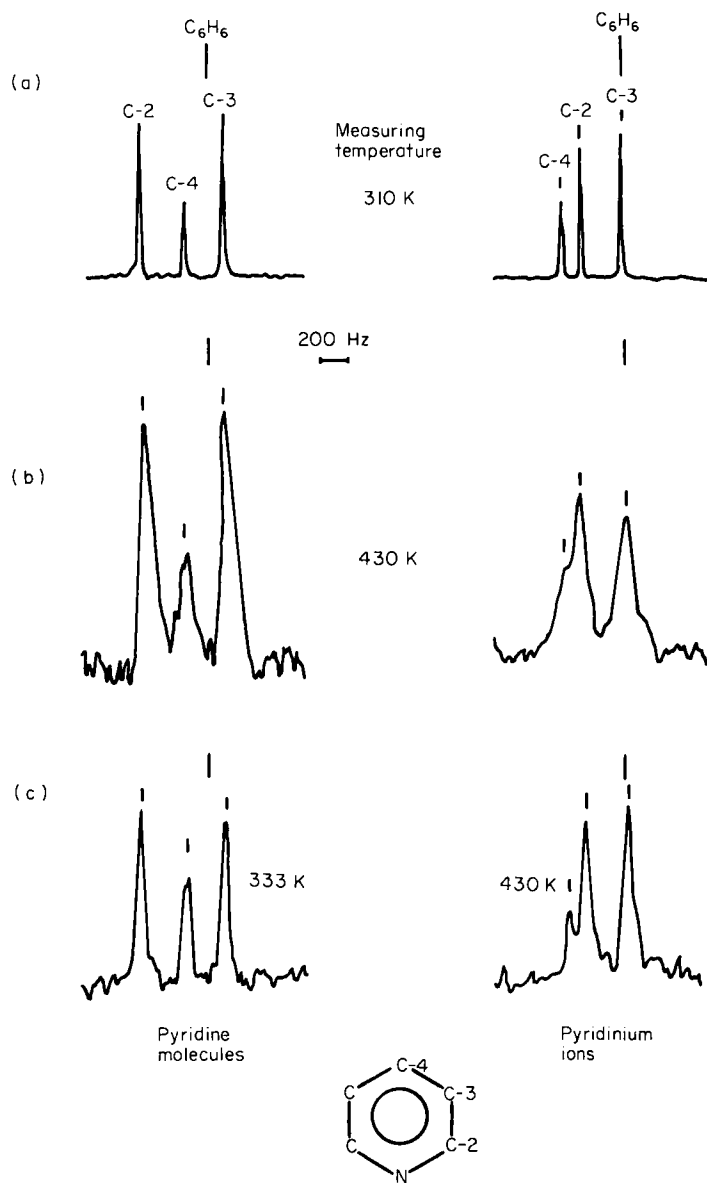 C₆H₆ C₆H₆
(a)
C-2 C-3 C-3
Measuring
temperature
C-2
C-4 C-4
310 K
200 Hz
(b)
430 K
(c)
333 K 430 K
Pyridine
molecules
Pyridinium
ions
C-4
C C-3
C C-2
N